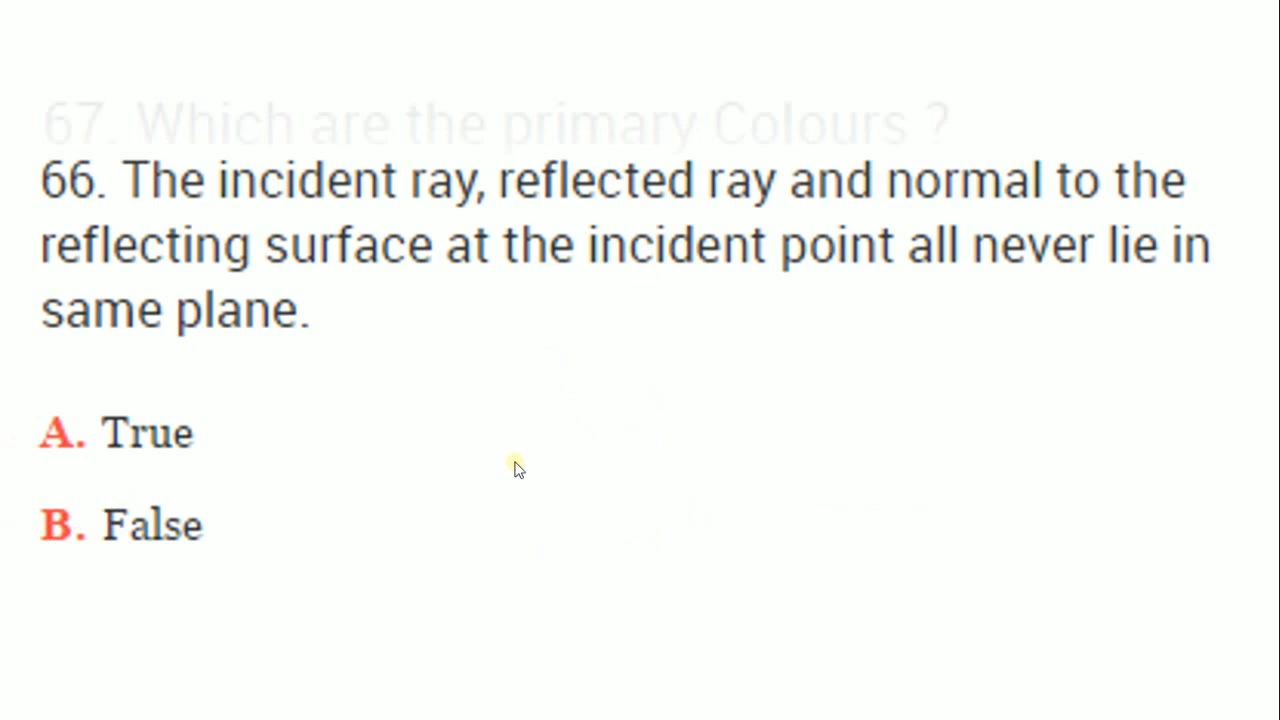 67. Which are the primary Colours ?
66. The incident ray, reflected ray and normal to the
reflecting surface at the incident point all never lie in
same plane.
A. True
B. False